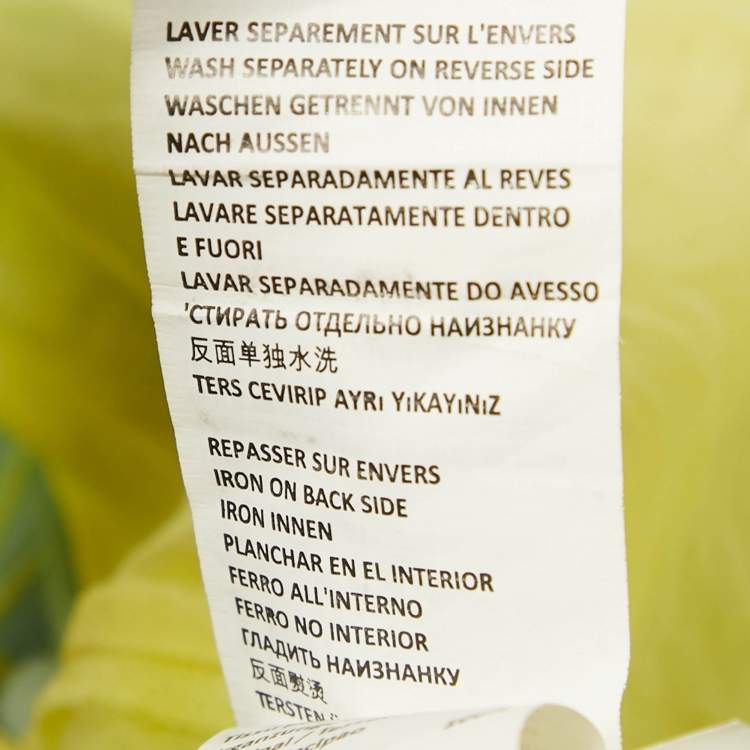 LAVER SEPAREMENT SUR L'ENVERS
WASH SEPARATELY ON REVERSE SIDE
WASCHEN GETRENNT VON INNEN
NACH AUSSEN
LAVAR SEPARADAMENTE AL REVES
LAVARE SEPARATAMENTE DENTRO
E FUORI
LAVAR SEPARADAMENTE DO AVESSO
'СТИРАТЬ ОТДЕЛЬНО НАИЗНАНКУ
反面单独水洗
TERS CEVIRIP AYRı YıKAYıNıZ
REPASSER SUR ENVERS
IRON ON BACK SIDE
IRON INNEN
PLANCHAR EN EL INTERIOR
FERRO ALL'INTERNO
FERRO NO INTERIOR
ГЛАДИТЬ НАИЗНАНКУ
反面熨烫
TERSTEN